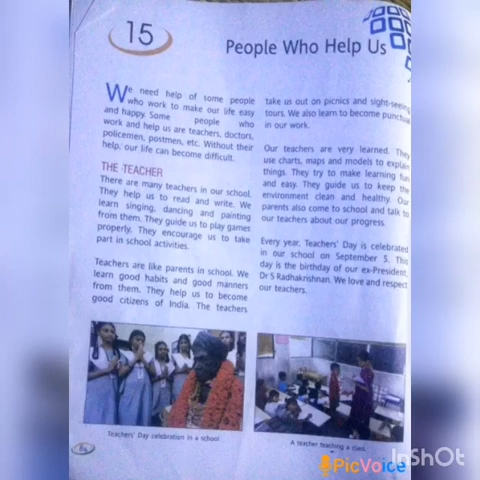 15
People Who Help Us
We need help of some people
who work to make our life easy
and happy. Some people who
work and help us are teachers, doctors,
policemen, postmen, etc. Without their
help, our life can become difficult.
THE TEACHER
There are many teachers in our school.
They help us to read and write. We
learn singing, dancing and painting
from them. They guide us to play games
properly. They encourage us to take
part in school activities.
Teachers are like parents in school. We
learn good habits and good manners
from them. They help us to become
good citizens of India. The teachers
take us out on picnics and sight-seeing
tours. We also learn to become punctual
in our work.
Our teachers are very learned. They
use charts, maps and models to explain
things. They try to make learning fun
and easy. They guide us to keep the
environment clean and healthy. Our
parents also come to school and talk to
our teachers about our progress.
Every year, Teachers' Day is celebrated
in our school on September 5. This
day is the birthday of our ex-President,
Dr S Radhakrishnan. We love and respect
our teachers.
Teachers' Day celebration in a school
A teacher teaching a class
PicVoice
InShOt